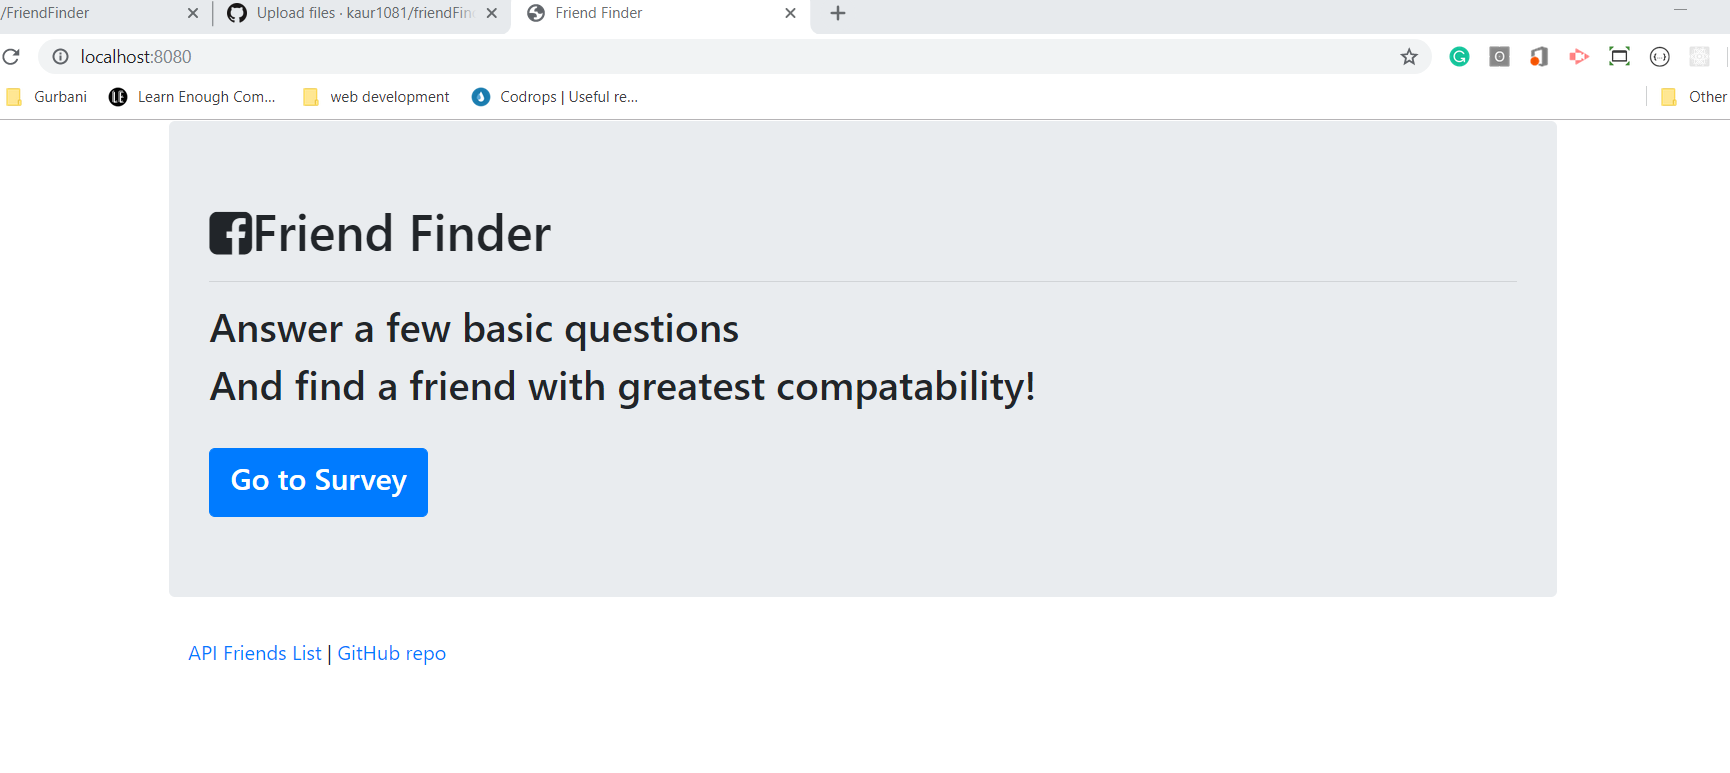 /FriendFinder
Upload files · kaur1081/friendFin
Friend Finder
localhost:8080
Gurbani
Learn Enough Com...
web development
Codrops | Useful re...
Other
Friend Finder
Answer a few basic questions
And find a friend with greatest compatability!
Go to Survey
API Friends List | GitHub repo